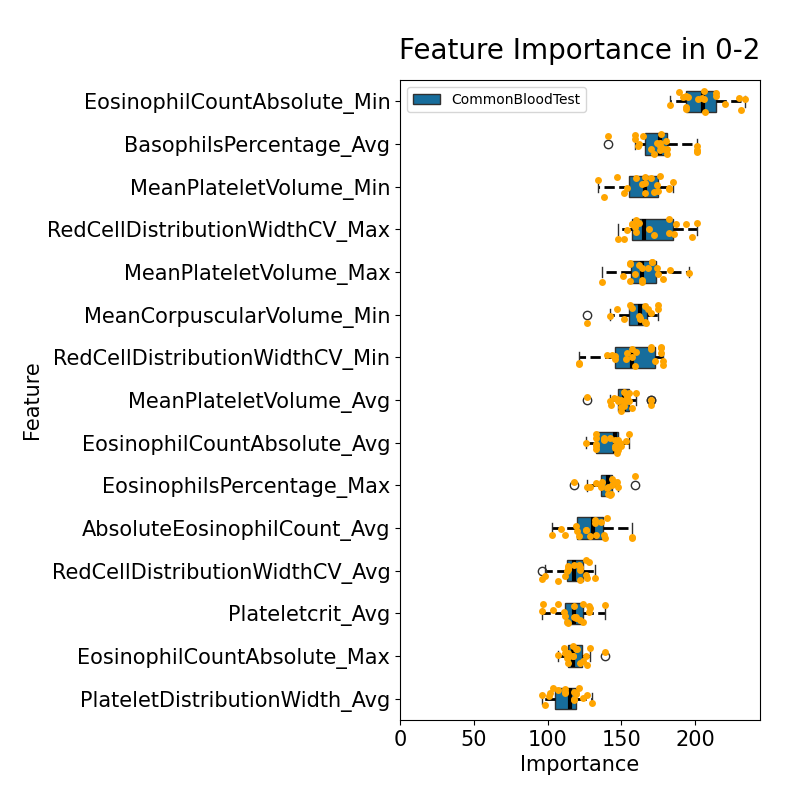 Feature Importance in 0-2
CommonBloodTest
EosinophilCountAbsolute_Min
BasophilsPercentage_Avg
MeanPlateletVolume_Min
RedCellDistributionWidthCV_Max
MeanPlateletVolume_Max
MeanCorpuscularVolume_Min
RedCellDistributionWidthCV_Min
MeanPlateletVolume_Avg
EosinophilCountAbsolute_Avg
EosinophilsPercentage_Max
AbsoluteEosinophilCount_Avg
RedCellDistributionWidthCV_Avg
Plateletcrit_Avg
EosinophilCountAbsolute_Max
PlateletDistributionWidth_Avg
Feature
0 50 100 150 200
Importance